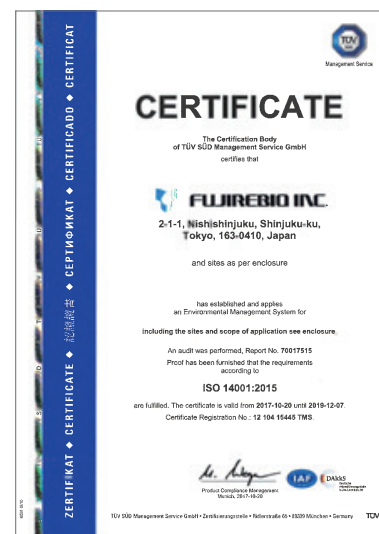 TÜV
SÜD
Management Service
CERTIFICATE
The Certification Body
of TÜV SÜD Management Service GmbH
certifies that
FUJIREBIO INC.
2-1-1, Nishishinjuku, Shinjuku-ku,
Tokyo, 163-0410, Japan
and sites as per enclosure
has established and applies
an Environmental Management System for
including the sites and scope of application see enclosure.
An audit was performed, Report No. 70017515
Proof has been furnished that the requirements
according to
ISO 14001:2015
are fulfilled. The certificate is valid from 2017-10-20 until 2019-12-07.
Certificate Registration No.: 12 104 15445 TMS.
Product Compliance Management
Munich, 2017-10-20
IAF
DAkkS
TÜV SÜD Management Service GmbH • Zertifizierungsstelle • Ridlerstraße 65 • 80339 München • Germany
TÜV
ZERTIFIKAT ◆ CERTIFICATE ◆ 認證證書 ◆ СЕРТИФИКАТ ◆ CERTIFICADO ◆ CERTIFICAT